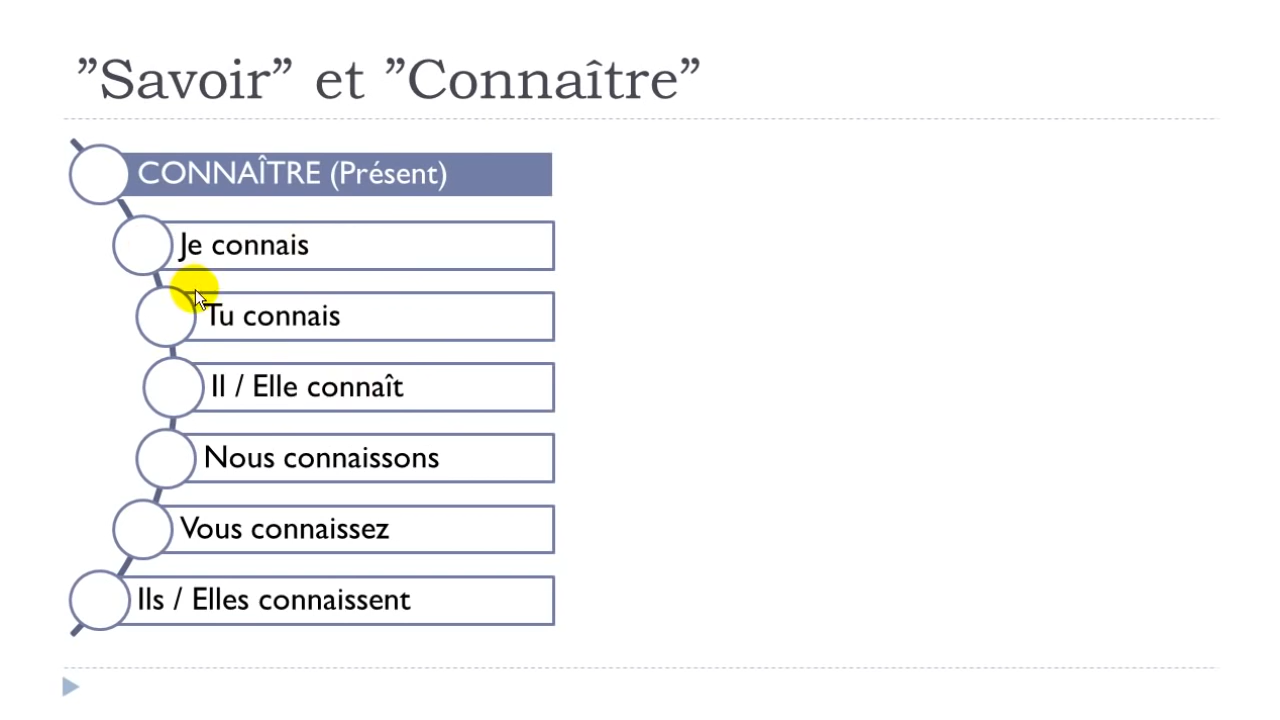 ”Savoir” et ”Connaître”
CONNAÎTRE (Présent)
Je connais
Tu connais
Il / Elle connaît
Nous connaissons
Vous connaissez
Ils / Elles connaissent